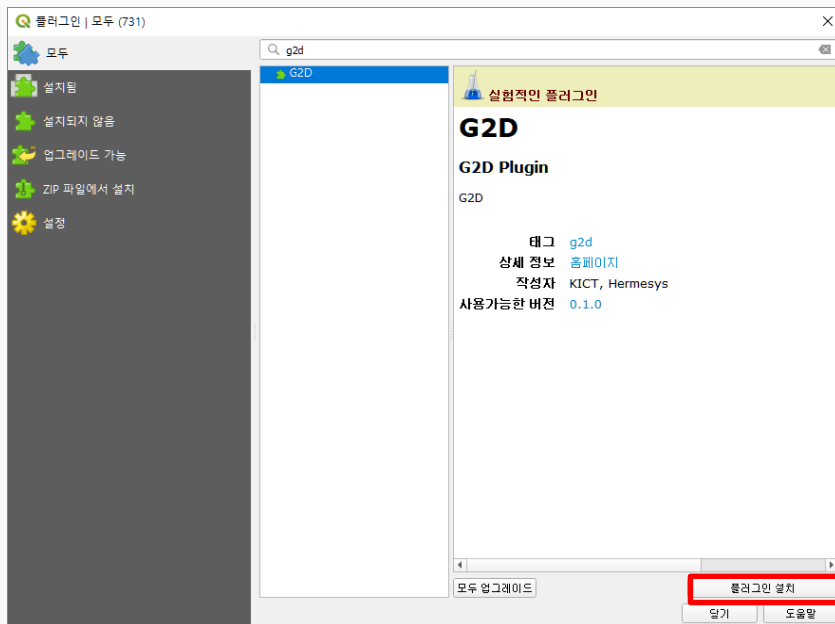 플러그인 | 모두 (731)
모두
설치됨
설치되지 않음
업그레이드 가능
ZIP 파일에서 설치
설정
g2d
G2D
실험적인 플러그인
G2D
G2D Plugin
G2D
태그 g2d
상세 정보 홈페이지
작성자 KICT, Hermesys
사용가능한 버전 0.1.0
모두 업그레이드
플러그인 설치
닫기
도움말